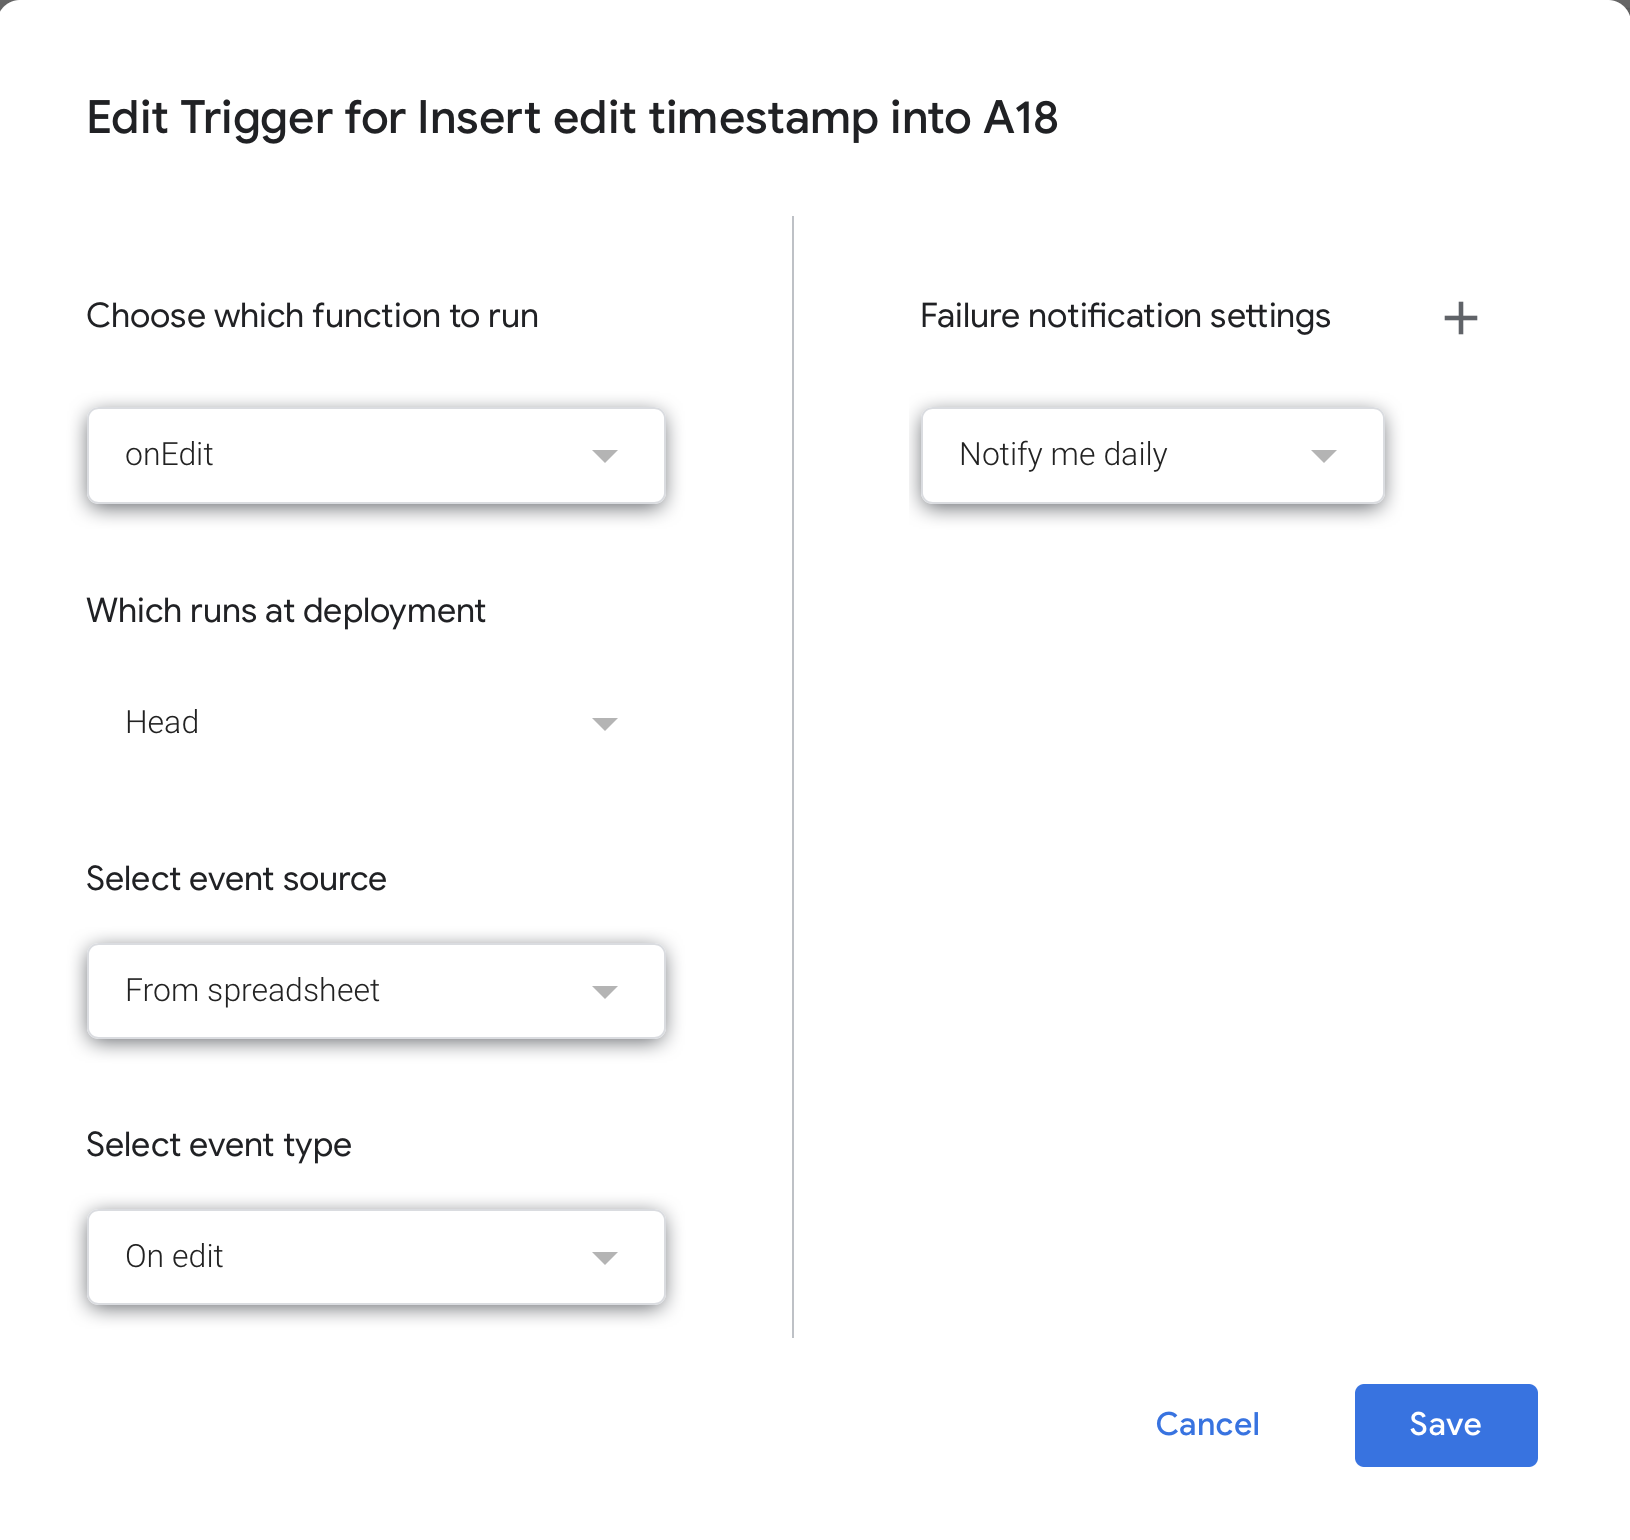 Edit Trigger for Insert edit timestamp into A18
Choose which function to run
onEdit
Which runs at deployment
Head
Select event source
From spreadsheet
Select event type
On edit
Failure notification settings
Notify me daily
Cancel
Save